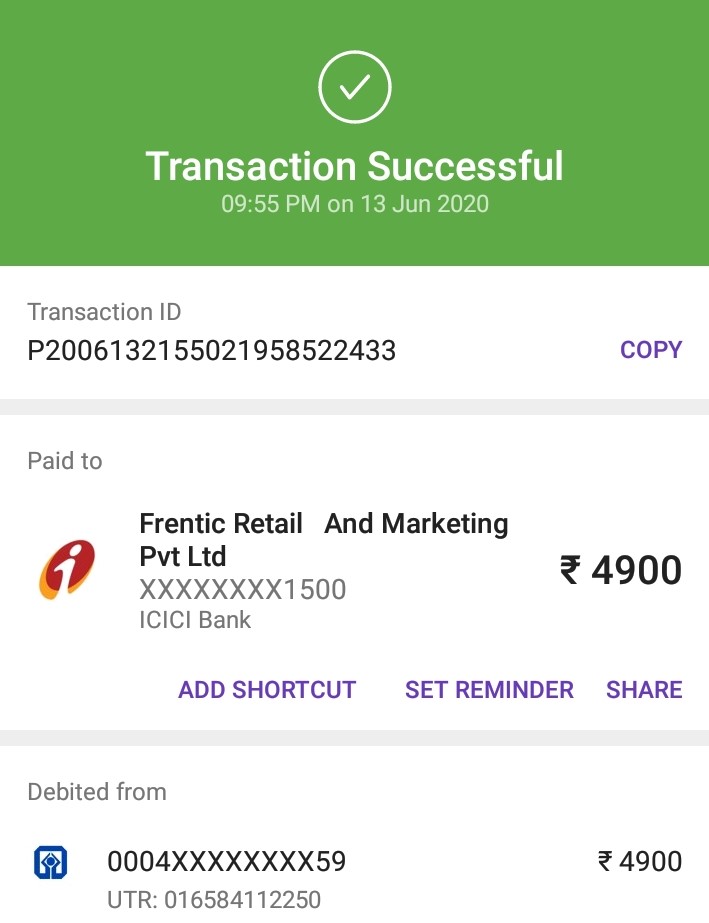 Transaction Successful
09:55 PM on 13 Jun 2020
Transaction ID
P2006132155021958522433
COPY
Paid to
Frentic Retail And Marketing
Pvt Ltd
₹ 4900
XXXXXXXX1500
ICICI Bank
ADD SHORTCUT
SET REMINDER
SHARE
Debited from
0004XXXXXXXX59
₹ 4900
UTR: 016584112250